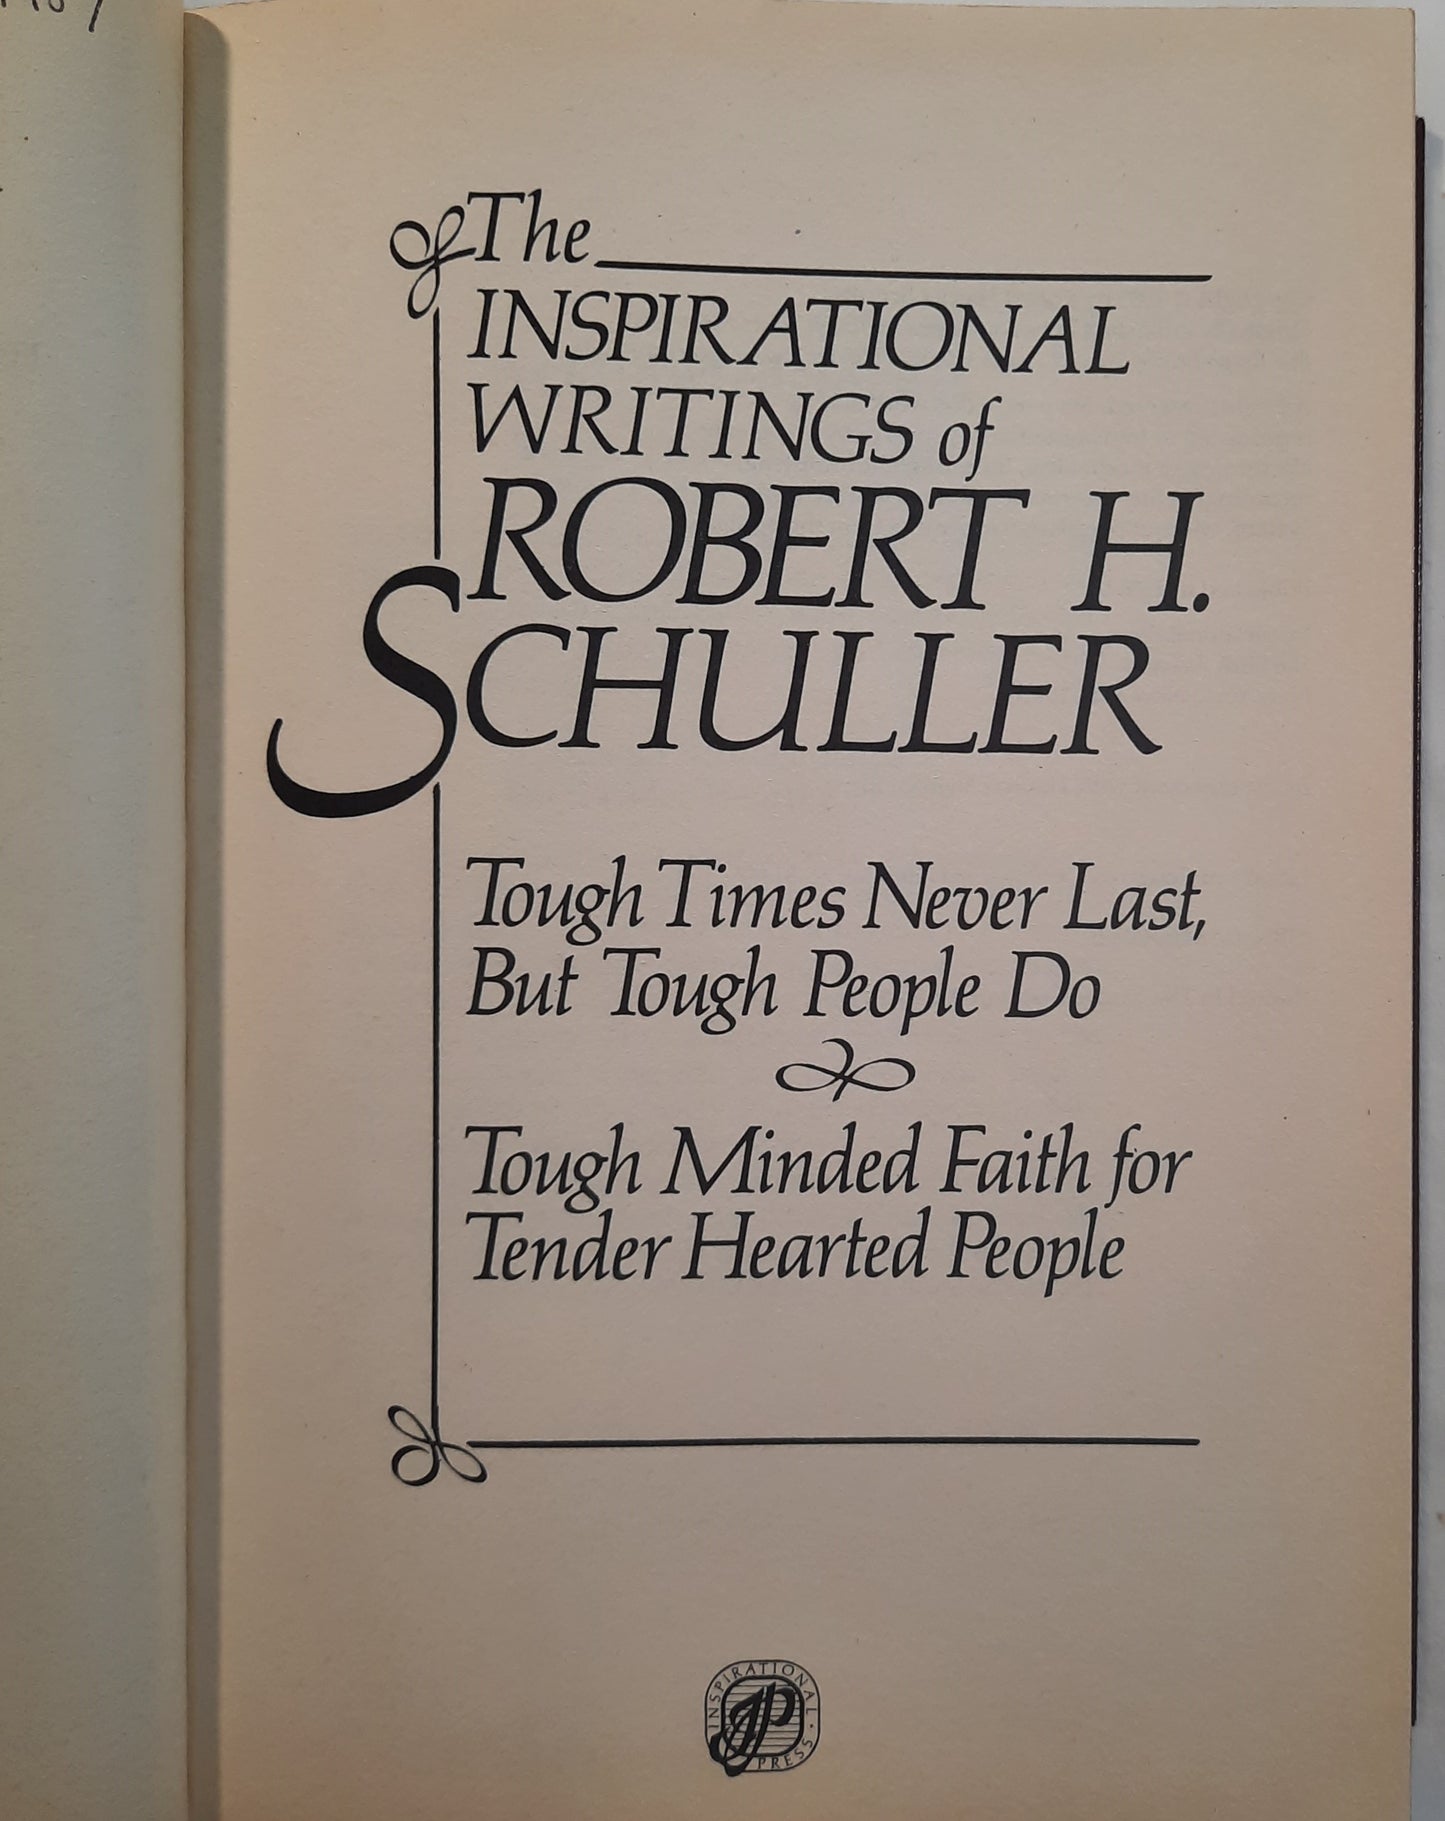 The
INSPIRATIONAL
WRITINGS of
ROBERT H.
SCHULLER
Tough Times Never Last,
But Tough People Do
Tough Minded Faith for
Tender Hearted People
INSPIRATIONAL · PRESS
IP